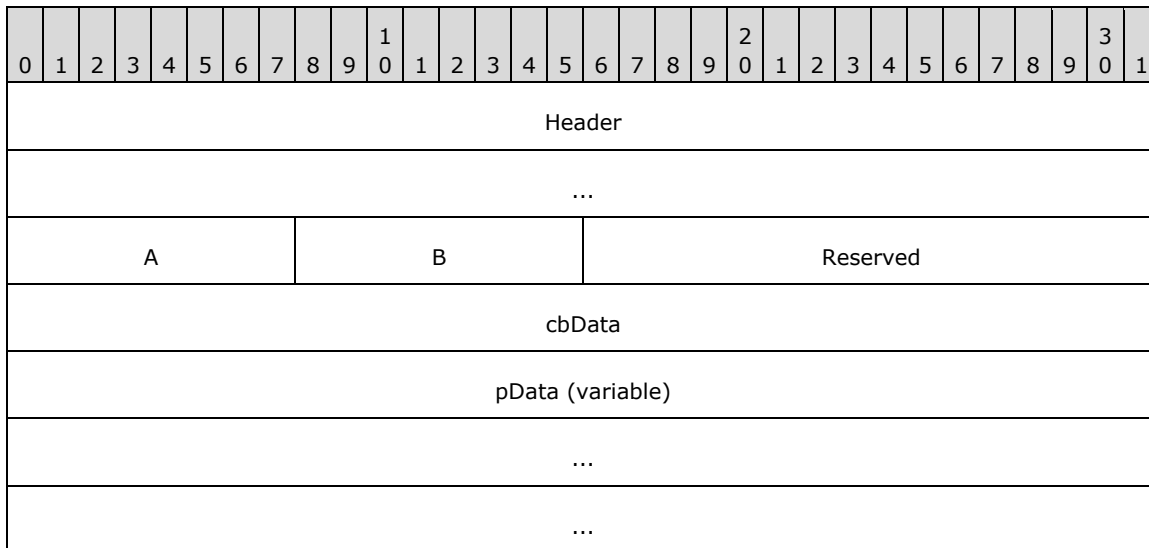 1 2 3
0 1 2 3 4 5 6 7 8 9 0 1 2 3 4 5 6 7 8 9 0 1 2 3 4 5 6 7 8 9 0 1
Header
...
A B Reserved
cbData
pData (variable)
...
...